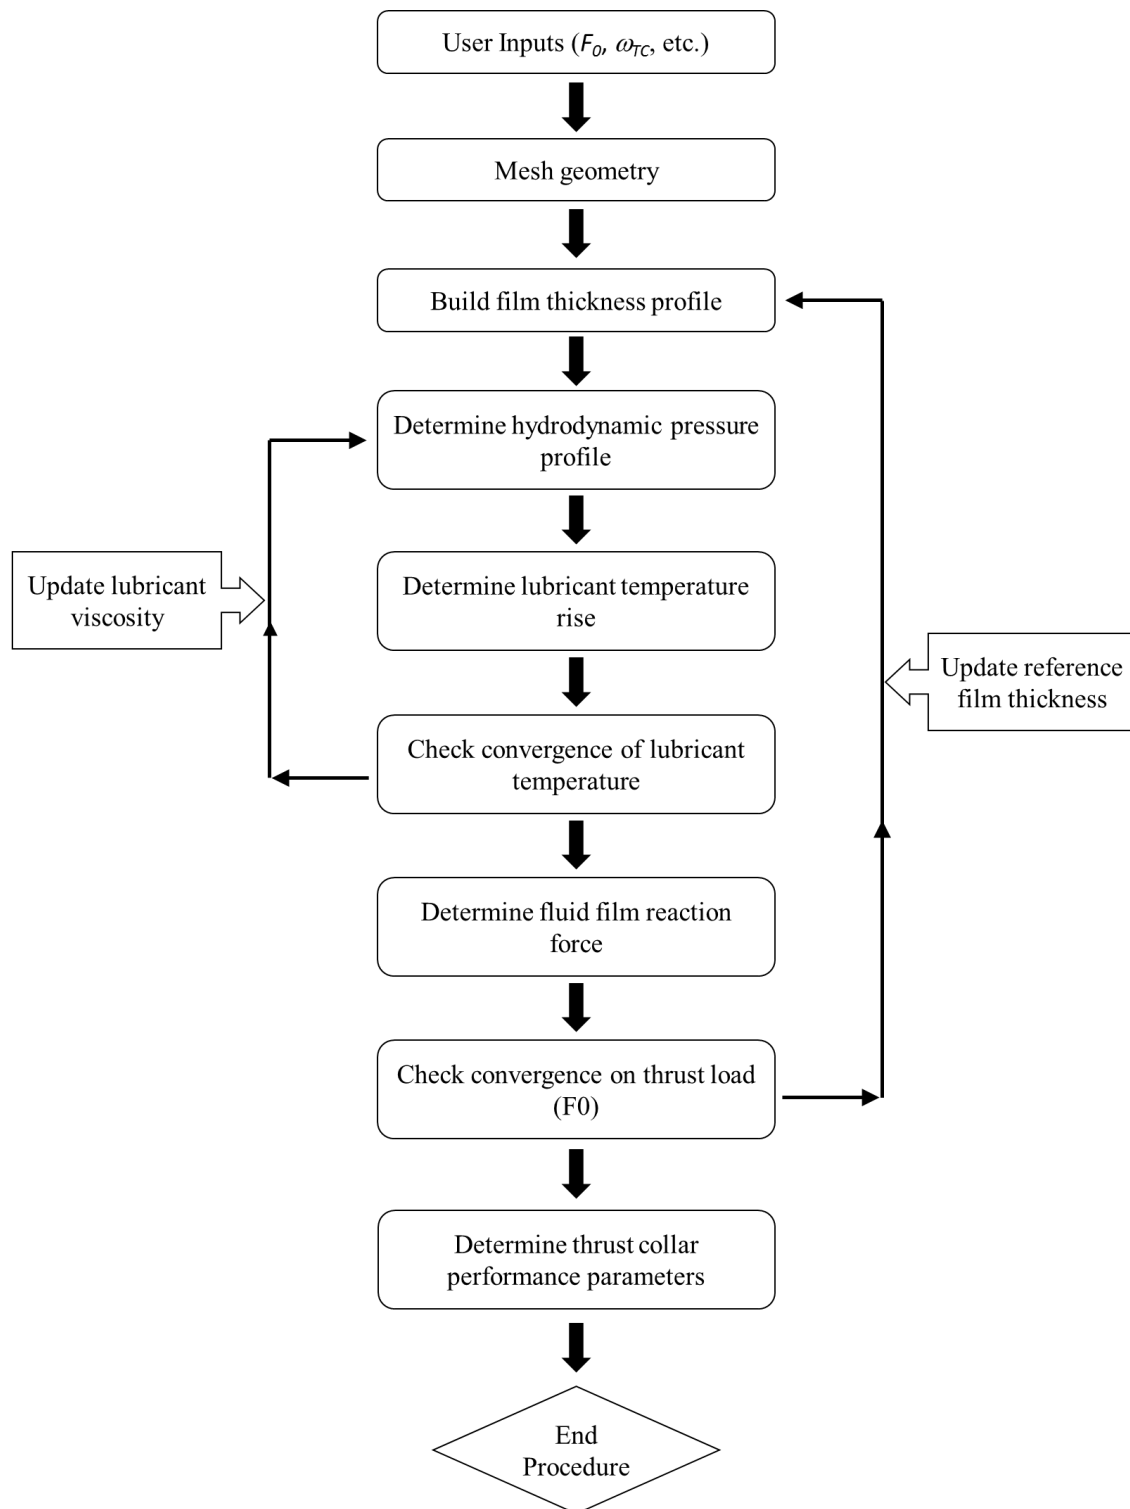 User Inputs (F₀, ω_TC, etc.)
Mesh geometry
Build film thickness profile
Determine hydrodynamic pressure
profile
Determine lubricant temperature
rise
Update lubricant
viscosity
Update reference
film thickness
Check convergence of lubricant
temperature
Determine fluid film reaction
force
Check convergence on thrust load
(F0)
Determine thrust collar
performance parameters
End
Procedure